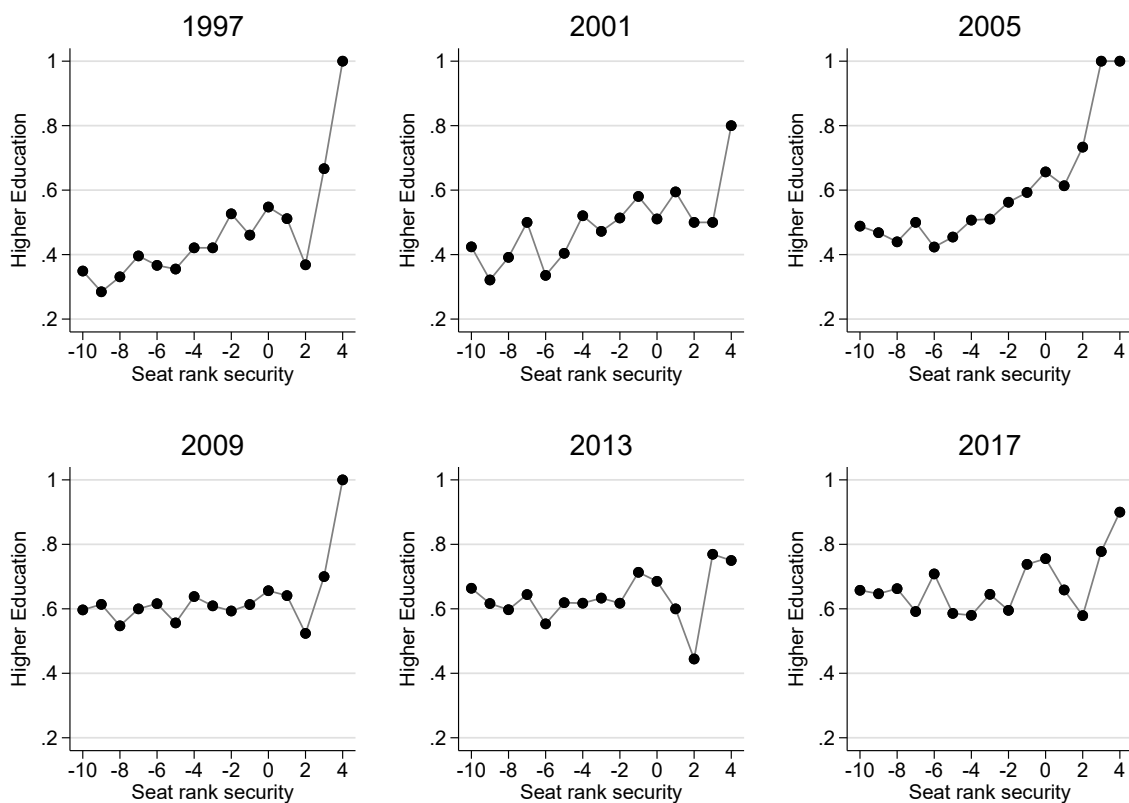 1997
1
.8
.6
.4
.2
Higher Education
-10 -8 -6 -4 -2 0 2 4
Seat rank security
2001
1
.8
.6
.4
.2
Higher Education
-10 -8 -6 -4 -2 0 2 4
Seat rank security
2005
1
.8
.6
.4
.2
Higher Education
-10 -8 -6 -4 -2 0 2 4
Seat rank security
2009
1
.8
.6
.4
.2
Higher Education
-10 -8 -6 -4 -2 0 2 4
Seat rank security
2013
1
.8
.6
.4
.2
Higher Education
-10 -8 -6 -4 -2 0 2 4
Seat rank security
2017
1
.8
.6
.4
.2
Higher Education
-10 -8 -6 -4 -2 0 2 4
Seat rank security